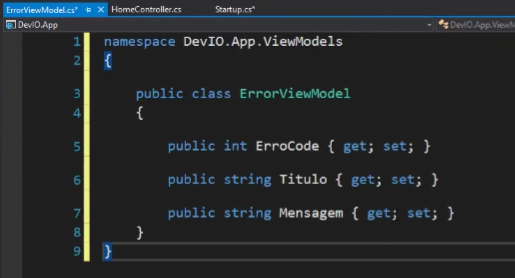 ErrorViewModel.cs* HomeController.cs Startup.cs*
DevIO.App DevIO.App.ViewM
1 namespace DevIO.App.ViewModels
2 {
3 public class ErrorViewModel
4 {
5 public int ErroCode { get; set; }
6 public string Titulo { get; set; }
7 public string Mensagem { get; set; }
8 }
9 }